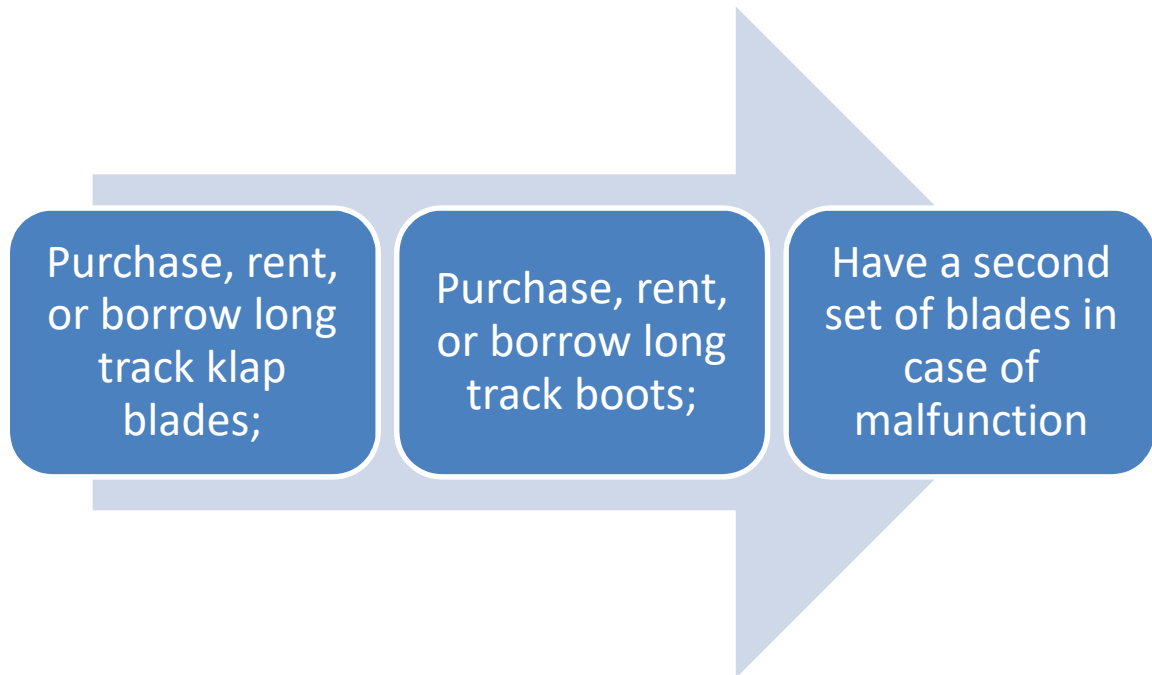 Purchase, rent,
or borrow long
track klap
blades;
Purchase, rent,
or borrow long
track boots;
Have a second
set of blades in
case of
malfunction